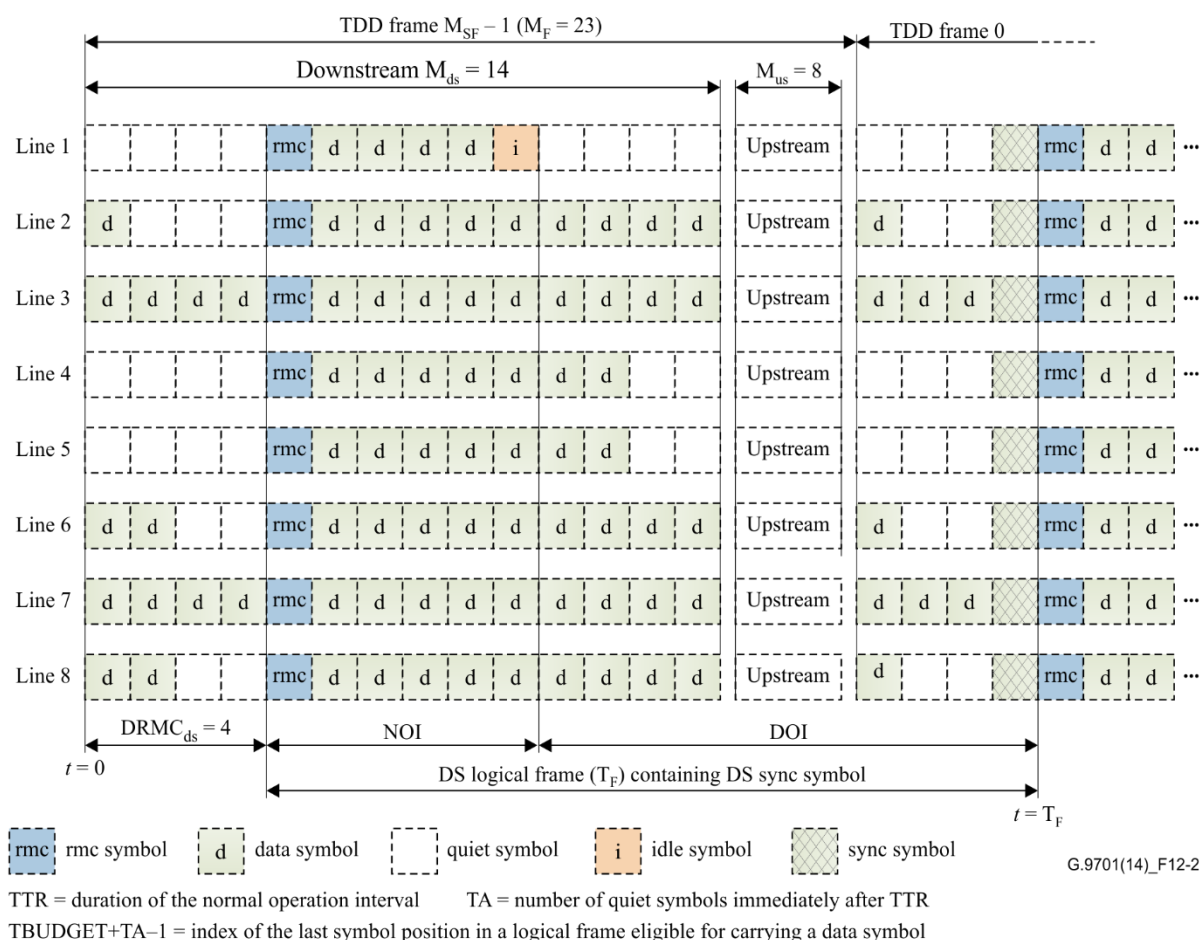 TDD frame M_SF – 1 (M_F = 23) TDD frame 0
Downstream M_ds = 14 M_us = 8
Line 1 rmc d d d d i Upstream rmc d d ...
Line 2 d rmc d d d d d d d d d Upstream d rmc d d ...
Line 3 d d d d rmc d d d d d d d d d Upstream d d d rmc d d ...
Line 4 rmc d d d d d d d Upstream rmc d d ...
Line 5 rmc d d d d d d d Upstream rmc d d ...
Line 6 d d rmc d d d d d d d d d Upstream d rmc d d ...
Line 7 d d d d rmc d d d d d d d d d Upstream d d d rmc d d ...
Line 8 d d rmc d d d d d d d d d Upstream d rmc d d ...
DRMC_ds = 4 NOI DOI
t = 0
DS logical frame (T_F) containing DS sync symbol
t = T_F
rmc rmc symbol d data symbol quiet symbol i idle symbol sync symbol
G.9701(14)_F12-2
TTR = duration of the normal operation interval TA = number of quiet symbols immediately after TTR
TBUDGET+TA–1 = index of the last symbol position in a logical frame eligible for carrying a data symbol